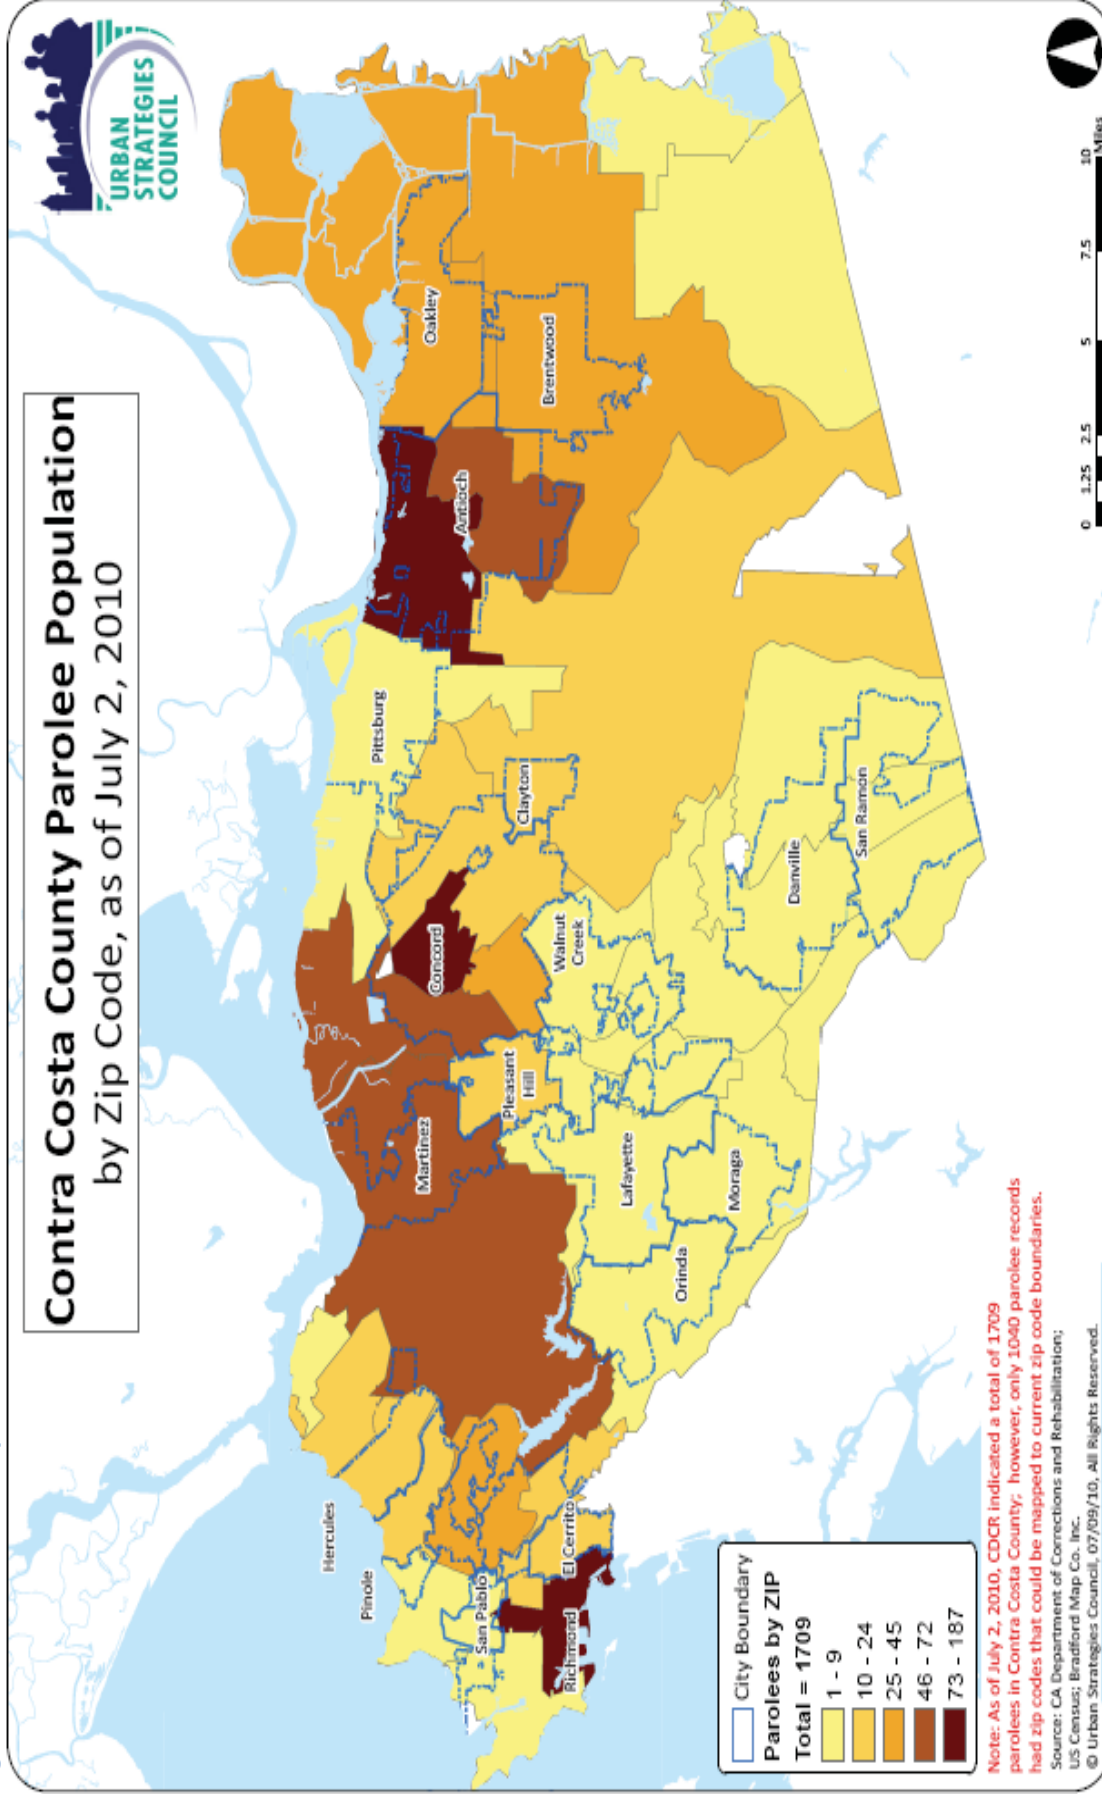 Contra Costa County Parolee Population
by Zip Code, as of July 2, 2010
URBAN
STRATEGIES
COUNCIL
Hercules
Pinole
San Pablo
Richmond
El Cerrito
Martinez
Pleasant
Hill
Concord
Lafayette
Orinda
Moraga
Walnut
Creek
Clayton
Pittsburg
Antioch
Oakley
Brentwood
Danville
San Ramon
City Boundary
Parolees by ZIP
Total = 1709
1 - 9
10 - 24
25 - 45
46 - 72
73 - 187
Note: As of July 2, 2010, CDCR indicated a total of 1709
parolees in Contra Costa County; however, only 1040 parolee records
had zip codes that could be mapped to current zip code boundaries.
Source: CA Department of Corrections and Rehabilitation;
US Census; Bradford Map Co. Inc.
© Urban Strategies Council, 07/09/10, All Rights Reserved.
0 1.25 2.5 5 7.5 10
Miles